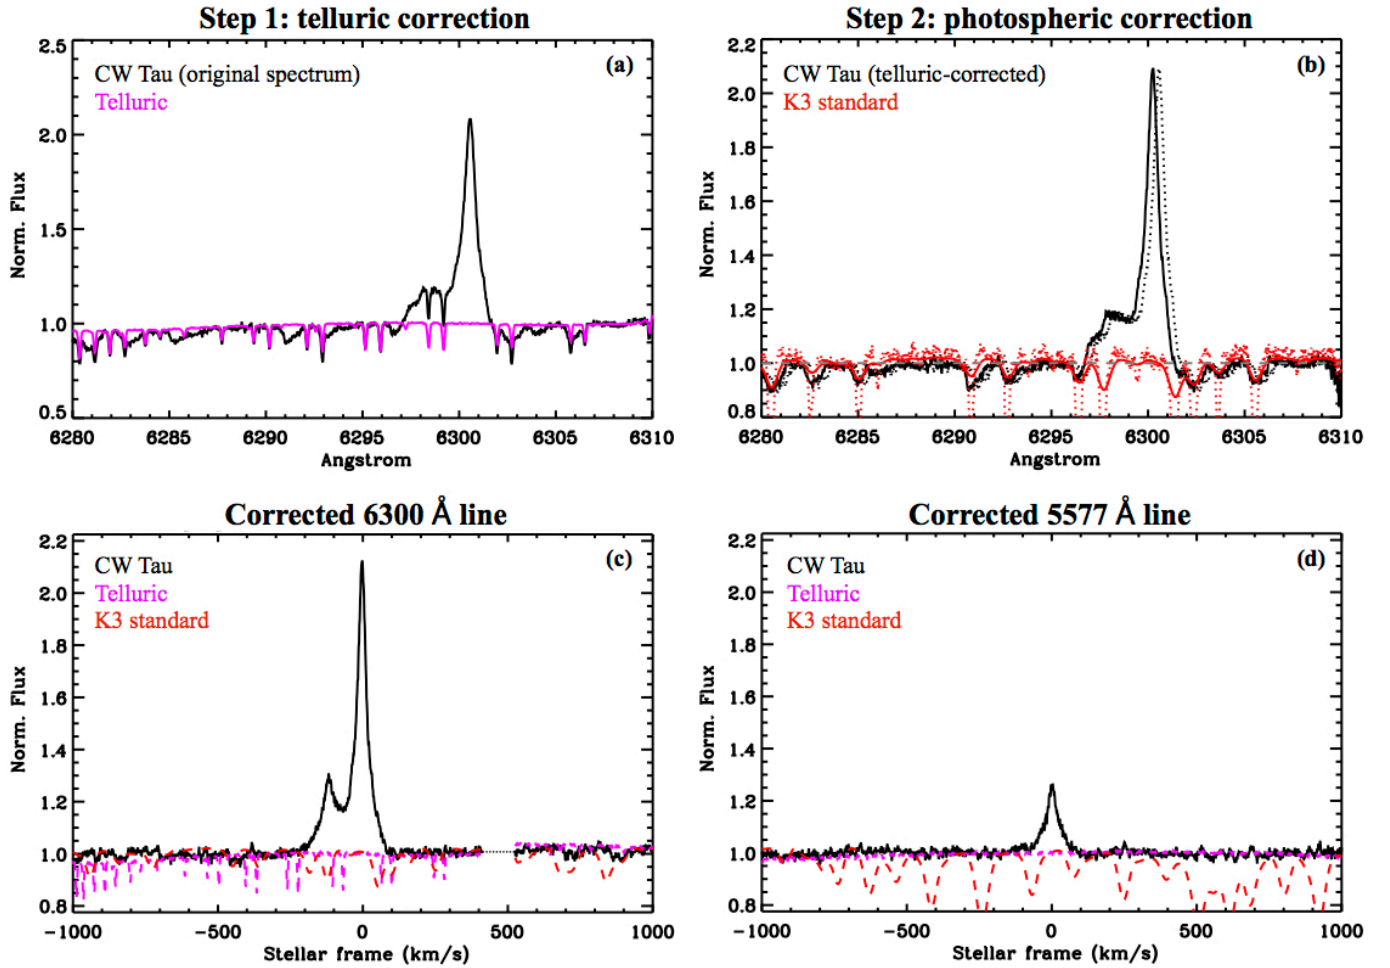 Step 1: telluric correction
2.5
2.0
1.5
1.0
0.5
Norm. Flux
CW Tau (original spectrum)
Telluric
(a)
6280 6285 6290 6295 6300 6305 6310
Angstrom
Step 2: photospheric correction
2.2
2.0
1.8
1.6
1.4
1.2
1.0
0.8
Norm. Flux
CW Tau (telluric-corrected)
K3 standard
(b)
6280 6285 6290 6295 6300 6305 6310
Angstrom
Corrected 6300 Å line
2.2
2.0
1.8
1.6
1.4
1.2
1.0
0.8
Norm. Flux
CW Tau
Telluric
K3 standard
(c)
-1000 -500 0 500 1000
Stellar frame (km/s)
Corrected 5577 Å line
2.2
2.0
1.8
1.6
1.4
1.2
1.0
0.8
Norm. Flux
CW Tau
Telluric
K3 standard
(d)
-1000 -500 0 500 1000
Stellar frame (km/s)